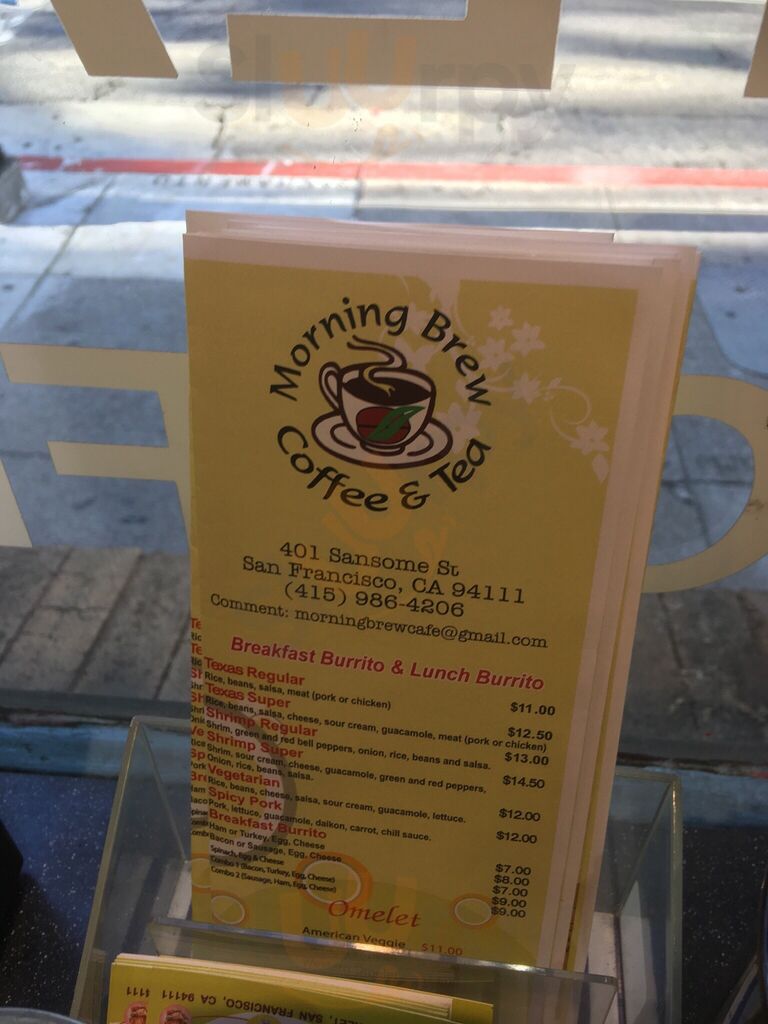 Sluurpy
Morning Brew
Coffee & Tea
401 Sansome St
San Francisco, CA 94111
(415) 986-4206
Comment: morningbrewcafe@gmail.com
Breakfast Burrito & Lunch Burrito
Texas Regular
Rice, beans, salsa, meat (pork or chicken) $11.00
Texas Super
Rice, beans, salsa, cheese, sour cream, guacamole, meat (pork or chicken) $12.50
Shrimp Regular
Shrim, green and red bell peppers, onion, rice, beans and salsa. $13.00
Shrimp Super
Shrim, sour cream, cheese, guacamole, green and red peppers, $14.50
Onion, rice, beans, salsa.
Vegetarian
Rice, beans, cheese, salsa, sour cream, guacamole, lettuce. $12.00
Spicy Pork
Pork, lettuce, guacamole, daikon, carrot, chill sauce. $12.00
Breakfast Burrito
Ham or Turkey, Egg, Cheese $7.00
Bacon or Sausage, Egg, Cheese $8.00
Spinach, Egg & Cheese $7.00
Combo 1 (Bacon, Turkey, Egg, Cheese) $9.00
Combo 2 (Sausage, Ham, Egg, Cheese) $9.00
Omelet
American Veggie $11.00
SAN FRANCISCO, CA 94111